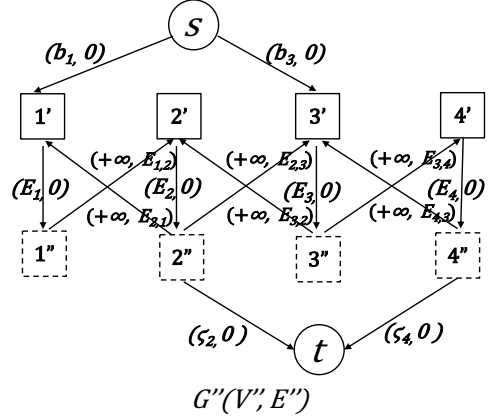 s
(b₁, 0) (b₃, 0)
1' 2' 3' 4'
(+∞, E₁,₂) (+∞, E₂,₃) (+∞, E₃,₄)
(E₁, 0) (E₂, 0) (E₃, 0) (E₄, 0)
(+∞, E₂,₁) (+∞, E₃,₂) (+∞, E₄,₃)
1" 2" 3" 4"
(ς₂, 0) (ς₄, 0)
t
G''(V'', E'')